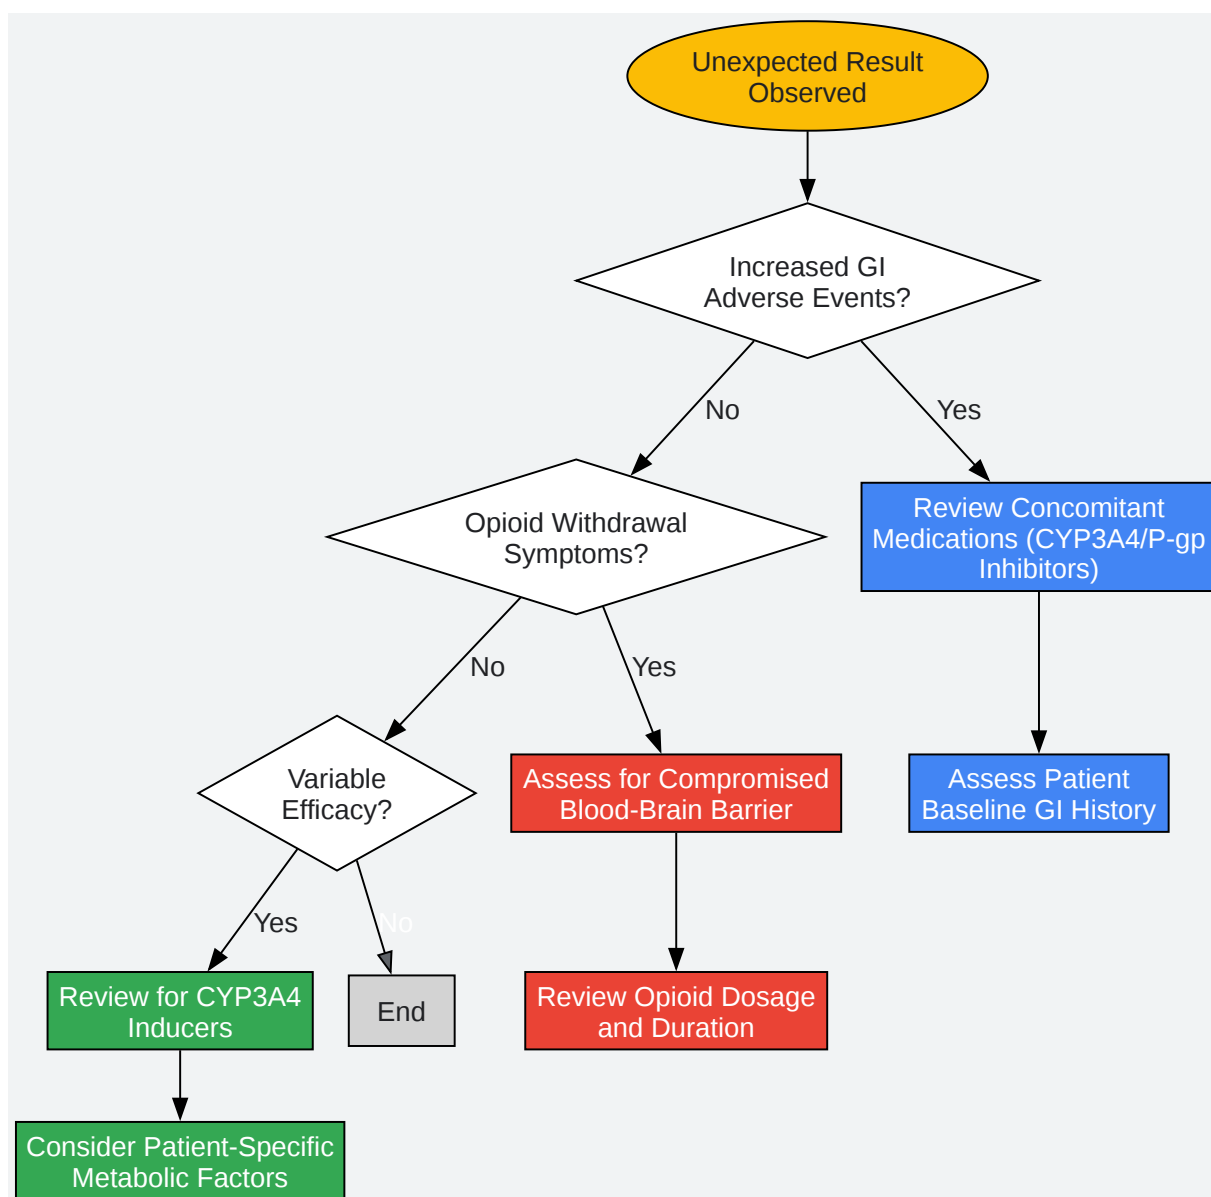 Unexpected Result
Observed
Increased GI
Adverse Events?
No
Yes
Opioid Withdrawal
Symptoms?
Review Concomitant
Medications (CYP3A4/P-gp
Inhibitors)
No
Yes
Variable
Efficacy?
Assess for Compromised
Blood-Brain Barrier
Assess Patient
Baseline GI History
Yes
No
Review for CYP3A4
Inducers
End
Review Opioid Dosage
and Duration
Consider Patient-Specific
Metabolic Factors